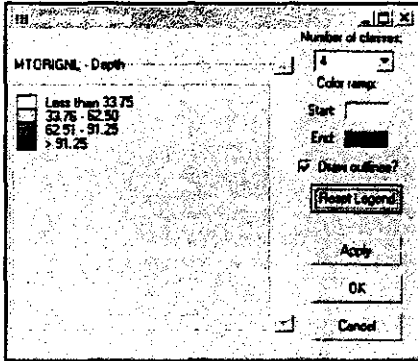 Number of classes:
MTORIGNL - Depth
4
Color ramp:
Less than 33.75
33.76 - 62.50
62.51 - 91.25
> 91.25
Start
End:
Draw outlines?
Reset Legend
Apply
OK
Cancel